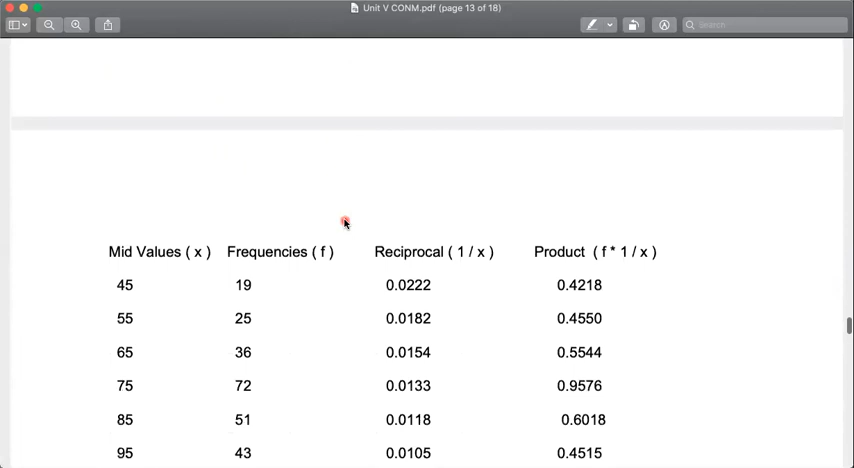 Unit V CONM.pdf (page 13 of 18)
Search
Mid Values ( x ) Frequencies ( f ) Reciprocal ( 1 / x ) Product ( f * 1 / x )
45 19 0.0222 0.4218
55 25 0.0182 0.4550
65 36 0.0154 0.5544
75 72 0.0133 0.9576
85 51 0.0118 0.6018
95 43 0.0105 0.4515